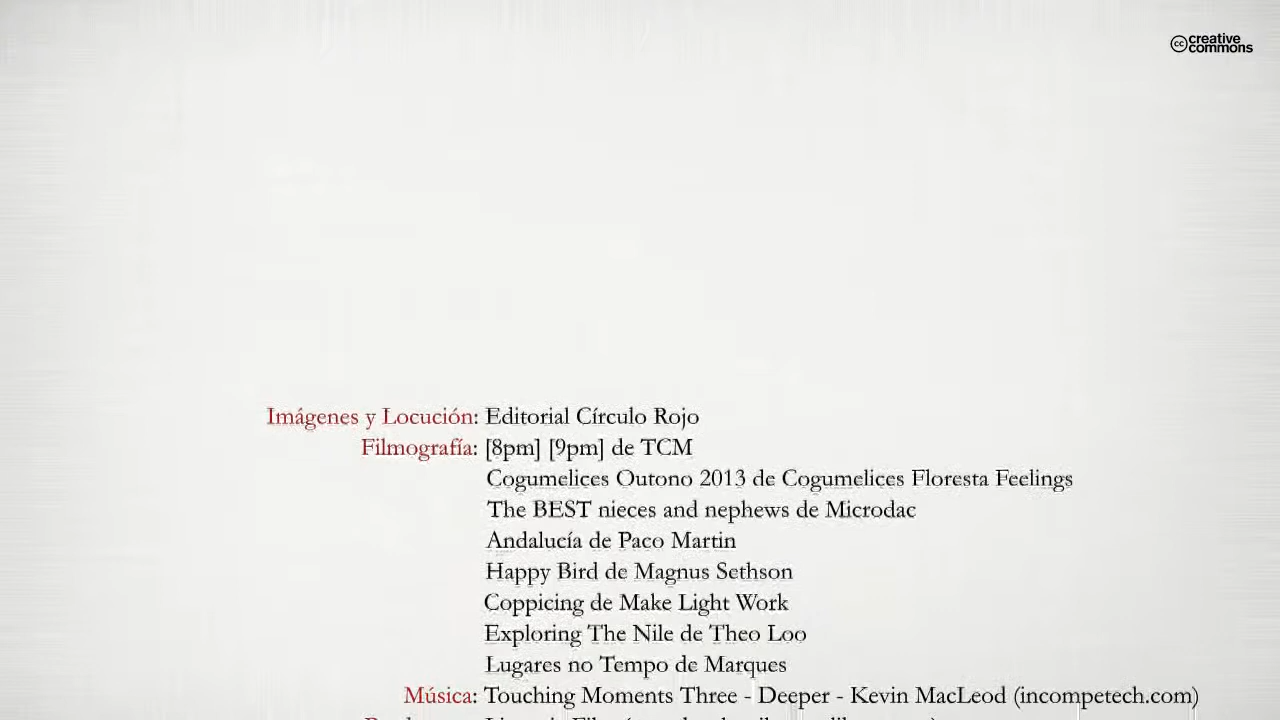 creative
commons
Imágenes y Locución: Editorial Círculo Rojo
Filmografía: [8pm] [9pm] de TCM
Cogumelices Outono 2013 de Cogumelices Floresta Feelings
The BEST nieces and nephews de Microdac
Andalucía de Paco Martin
Happy Bird de Magnus Sethson
Coppicing de Make Light Work
Exploring The Nile de Theo Loo
Lugares no Tempo de Marques
Música: Touching Moments Three - Deeper - Kevin MacLeod (incompetech.com)